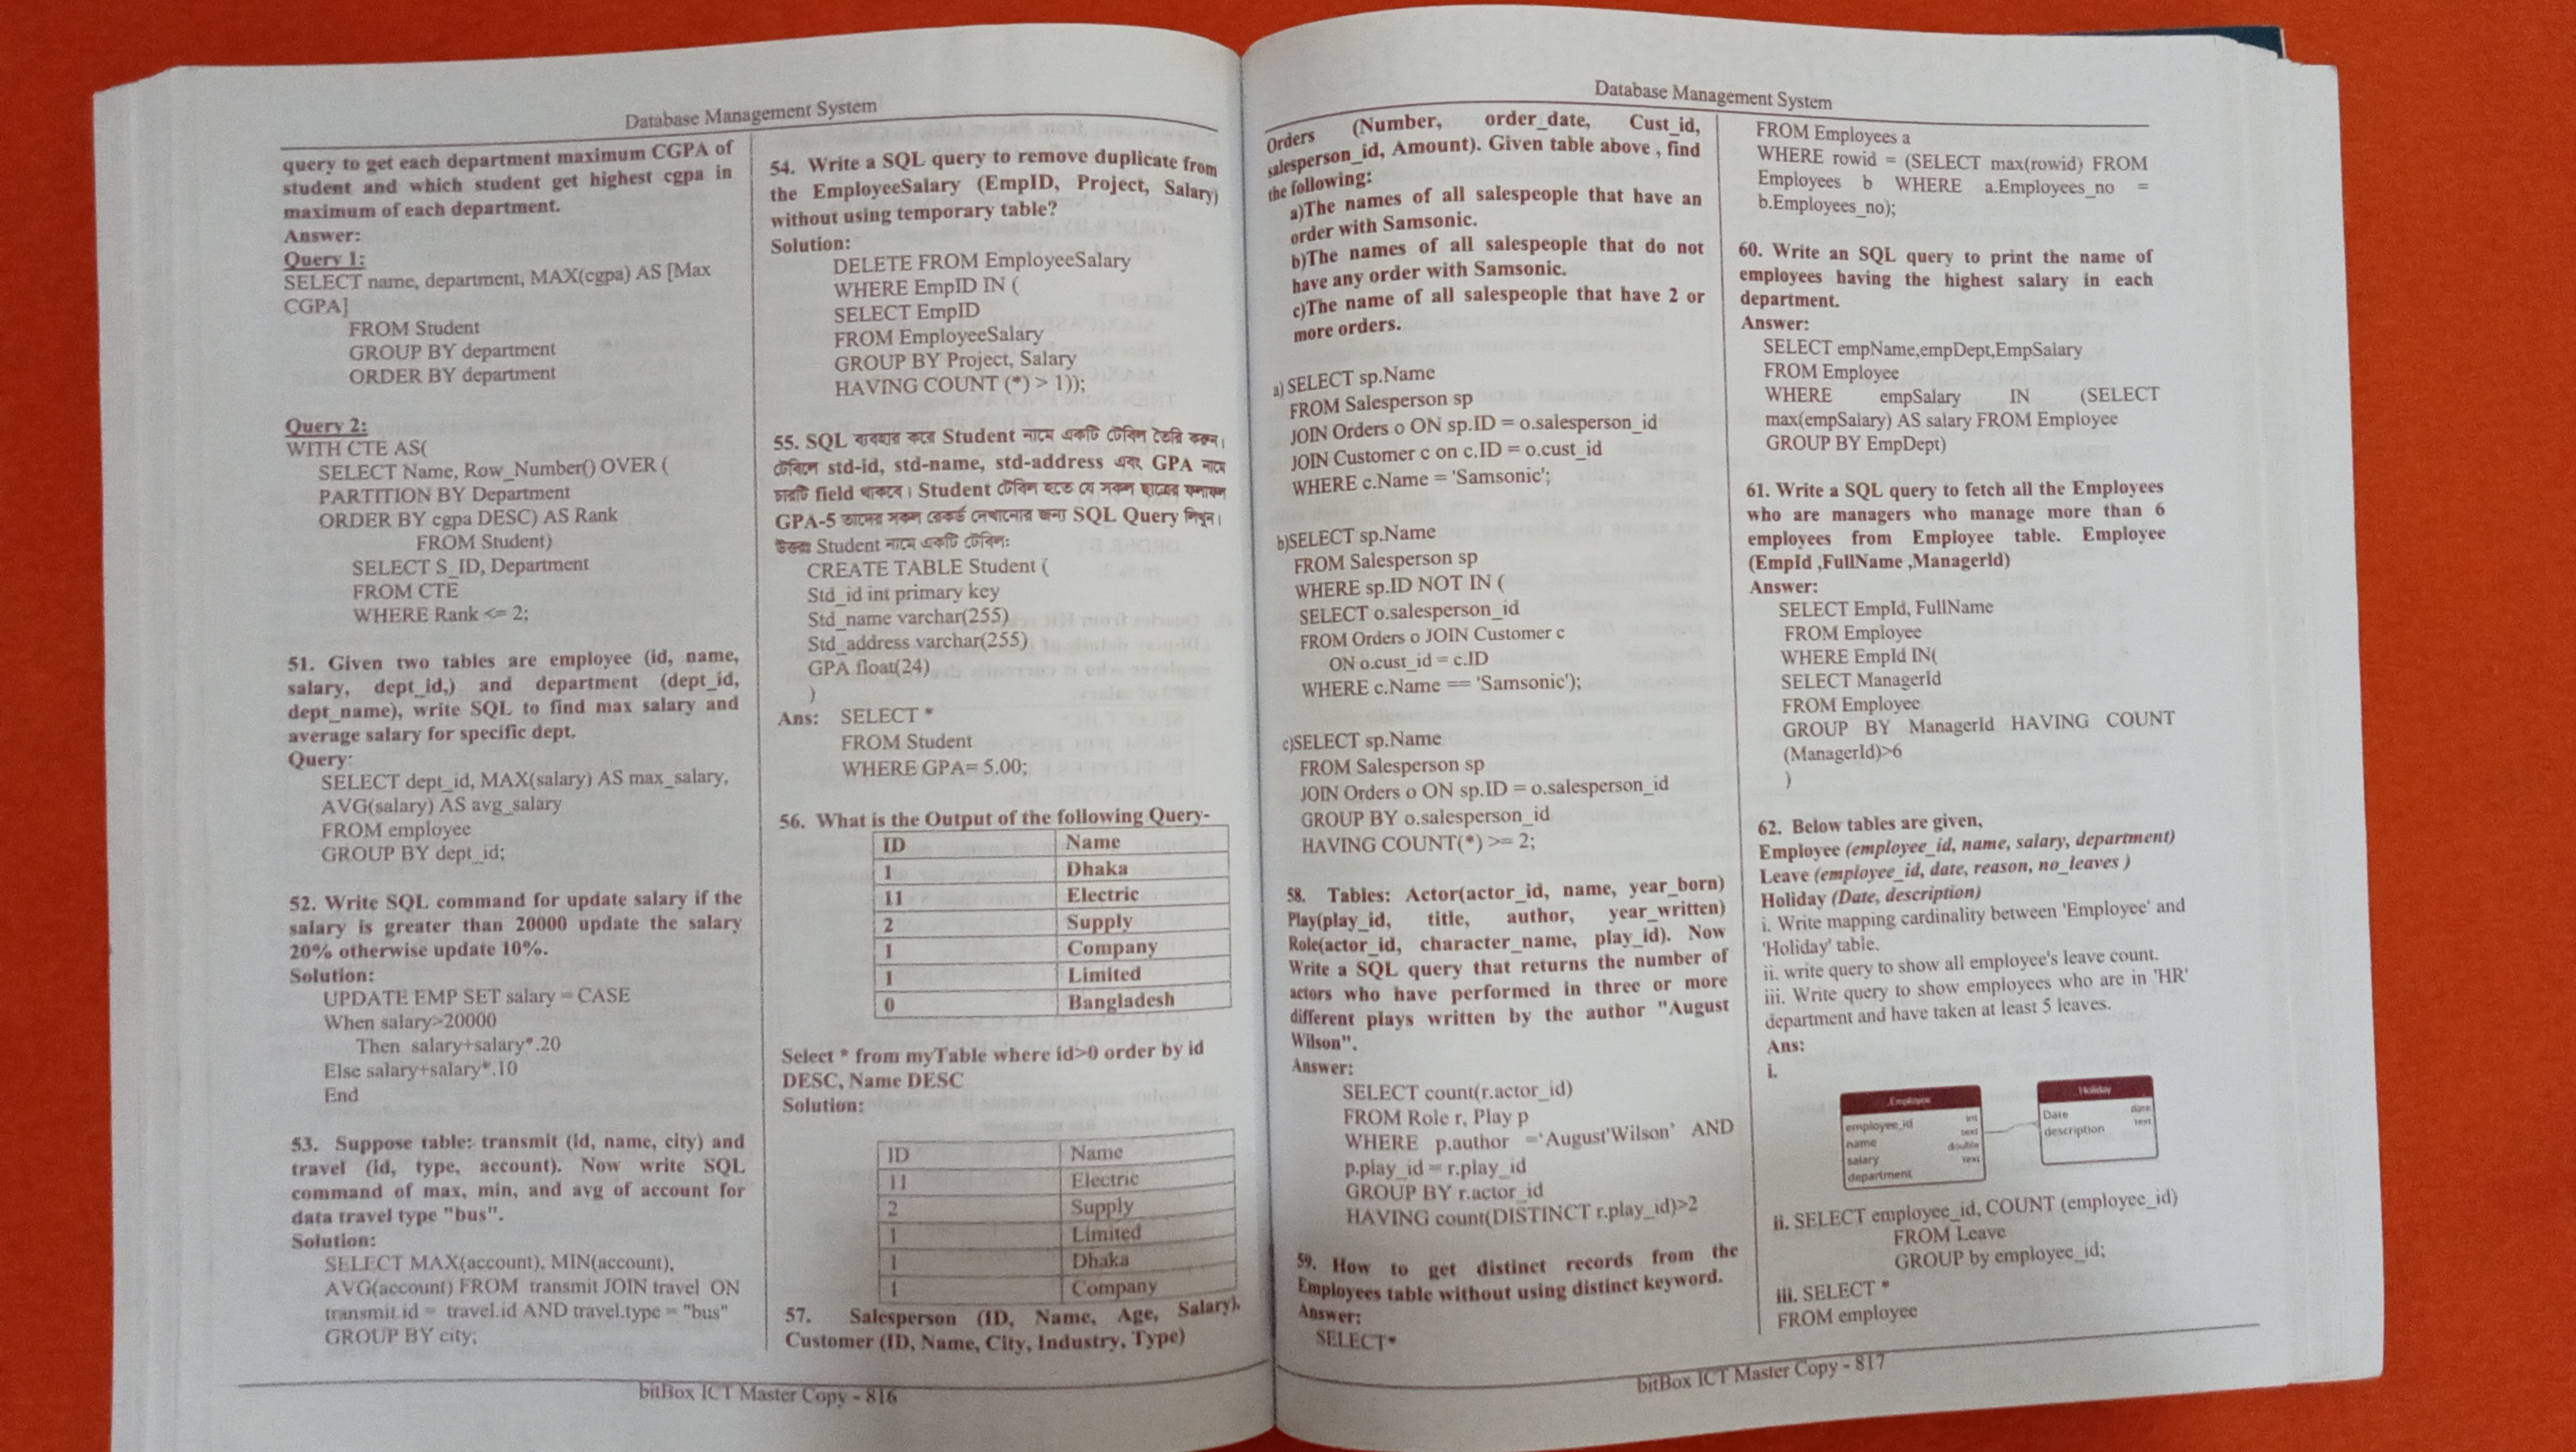 Database Management System
query to get each department maximum CGPA of
student and which student get highest cgpa in
maximum of each department.
Answer:
Query 1:
SELECT name, department, MAX(cgpa) AS [Max
CGPA]
FROM Student
GROUP BY department
ORDER BY department
Query 2:
WITH CTE AS(
SELECT Name, Row_Number() OVER (
PARTITION BY Department
ORDER BY cgpa DESC) AS Rank
FROM Student)
SELECT S_ID, Department
FROM CTE
WHERE Rank <= 2;
51. Given two tables are employee (id, name,
salary, dept_id,) and department (dept_id,
dept_name), write SQL to find max salary and
average salary for specific dept.
Query:
SELECT dept_id, MAX(salary) AS max_salary,
AVG(salary) AS avg_salary
FROM employee
GROUP BY dept_id;
52. Write SQL command for update salary if the
salary is greater than 20000 update the salary
20% otherwise update 10%.
Solution:
UPDATE EMP SET salary = CASE
When salary>20000
Then salary+salary*.20
Else salary+salary*.10
End
53. Suppose table: transmit (id, name, city) and
travel (id, type, account). Now write SQL
command of max, min, and avg of account for
data travel type "bus".
Solution:
SELECT MAX(account), MIN(account),
AVG(account) FROM transmit JOIN travel ON
transmit.id = travel.id AND travel.type = "bus"
GROUP BY city;
54. Write a SQL query to remove duplicate from
the EmployeeSalary (EmpID, Project, Salary)
without using temporary table?
Solution:
DELETE FROM EmployeeSalary
WHERE EmpID IN (
SELECT EmpID
FROM EmployeeSalary
GROUP BY Project, Salary
HAVING COUNT (*) > 1));
55. SQL ব্যবহার করে Student নামে একটি টেবিল তৈরি করুন।
টেবিলে std-id, std-name, std-address এবং GPA নামে
চারটি field থাকবে। Student টেবিল হতে যে সকল ছাত্রের ফলাফল
GPA-5 তাদের সকল রেকর্ড দেখানোর জন্য SQL Query লিখুন।
উত্তরঃ Student নামে একটি টেবিল:
CREATE TABLE Student (
Std_id int primary key
Std_name varchar(255)
Std_address varchar(255)
GPA float(24)
)
Ans: SELECT *
FROM Student
WHERE GPA= 5.00;
56. What is the Output of the following Query-
ID Name
1 Dhaka
11 Electric
2 Supply
1 Company
1 Limited
0 Bangladesh
Select * from myTable where id>0 order by id
DESC, Name DESC
Solution:
ID Name
11 Electric
2 Supply
1 Limited
1 Dhaka
1 Company
57. Salesperson (ID, Name, Age, Salary),
Customer (ID, Name, City, Industry, Type)
bitBox ICT Master Copy - 816
Database Management System
Orders (Number, order_date, Cust_id,
salesperson_id, Amount). Given table above , find
the following:
a)The names of all salespeople that have an
order with Samsonic.
b)The names of all salespeople that do not
have any order with Samsonic.
c)The name of all salespeople that have 2 or
more orders.
a) SELECT sp.Name
FROM Salesperson sp
JOIN Orders o ON sp.ID = o.salesperson_id
JOIN Customer c on c.ID = o.cust_id
WHERE c.Name = 'Samsonic';
b)SELECT sp.Name
FROM Salesperson sp
WHERE sp.ID NOT IN (
SELECT o.salesperson_id
FROM Orders o JOIN Customer c
ON o.cust_id = c.ID
WHERE c.Name == 'Samsonic');
c)SELECT sp.Name
FROM Salesperson sp
JOIN Orders o ON sp.ID = o.salesperson_id
GROUP BY o.salesperson_id
HAVING COUNT(*) >= 2;
58. Tables: Actor(actor_id, name, year_born)
Play(play_id, title, author, year_written)
Role(actor_id, character_name, play_id). Now
Write a SQL query that returns the number of
actors who have performed in three or more
different plays written by the author "August
Wilson".
Answer:
SELECT count(r.actor_id)
FROM Role r, Play p
WHERE p.author ='August'Wilson' AND
p.play_id = r.play_id
GROUP BY r.actor_id
HAVING count(DISTINCT r.play_id)>2
59. How to get distinct records from the
Employees table without using distinct keyword.
Answer:
SELECT*
FROM Employees a
WHERE rowid = (SELECT max(rowid) FROM
Employees b WHERE a.Employees_no =
b.Employees_no);
60. Write an SQL query to print the name of
employees having the highest salary in each
department.
Answer:
SELECT empName,empDept,EmpSalary
FROM Employee
WHERE empSalary IN (SELECT
max(empSalary) AS salary FROM Employee
GROUP BY EmpDept)
61. Write a SQL query to fetch all the Employees
who are managers who manage more than 6
employees from Employee table. Employee
(EmpId ,FullName ,ManagerId)
Answer:
SELECT EmpId, FullName
FROM Employee
WHERE EmpId IN(
SELECT ManagerId
FROM Employee
GROUP BY ManagerId HAVING COUNT
(ManagerId)>6
)
62. Below tables are given,
Employee (employee_id, name, salary, department)
Leave (employee_id, date, reason, no_leaves )
Holiday (Date, description)
i. Write mapping cardinality between 'Employee' and
'Holiday' table.
ii. write query to show all employee's leave count.
iii. Write query to show employees who are in 'HR'
department and have taken at least 5 leaves.
Ans:
i.
Employee
employee_id int
name text
salary double
department text
Holiday
Date date
description text
ii. SELECT employee_id, COUNT (employee_id)
FROM Leave
GROUP by employee_id;
iii. SELECT *
FROM employee
bitBox ICT Master Copy - 817